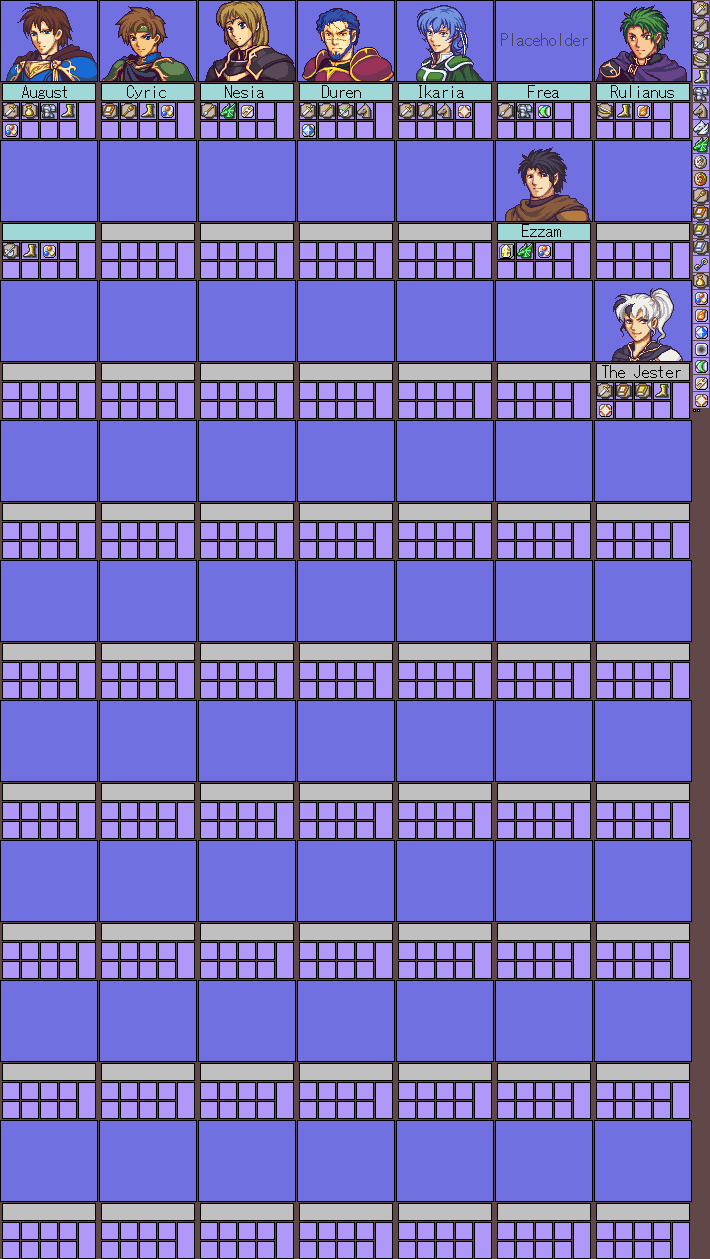 Placeholder
August
Cyric
Nesia
Duren
Ikaria
Frea
Rulianus
Ezzam
The Jester